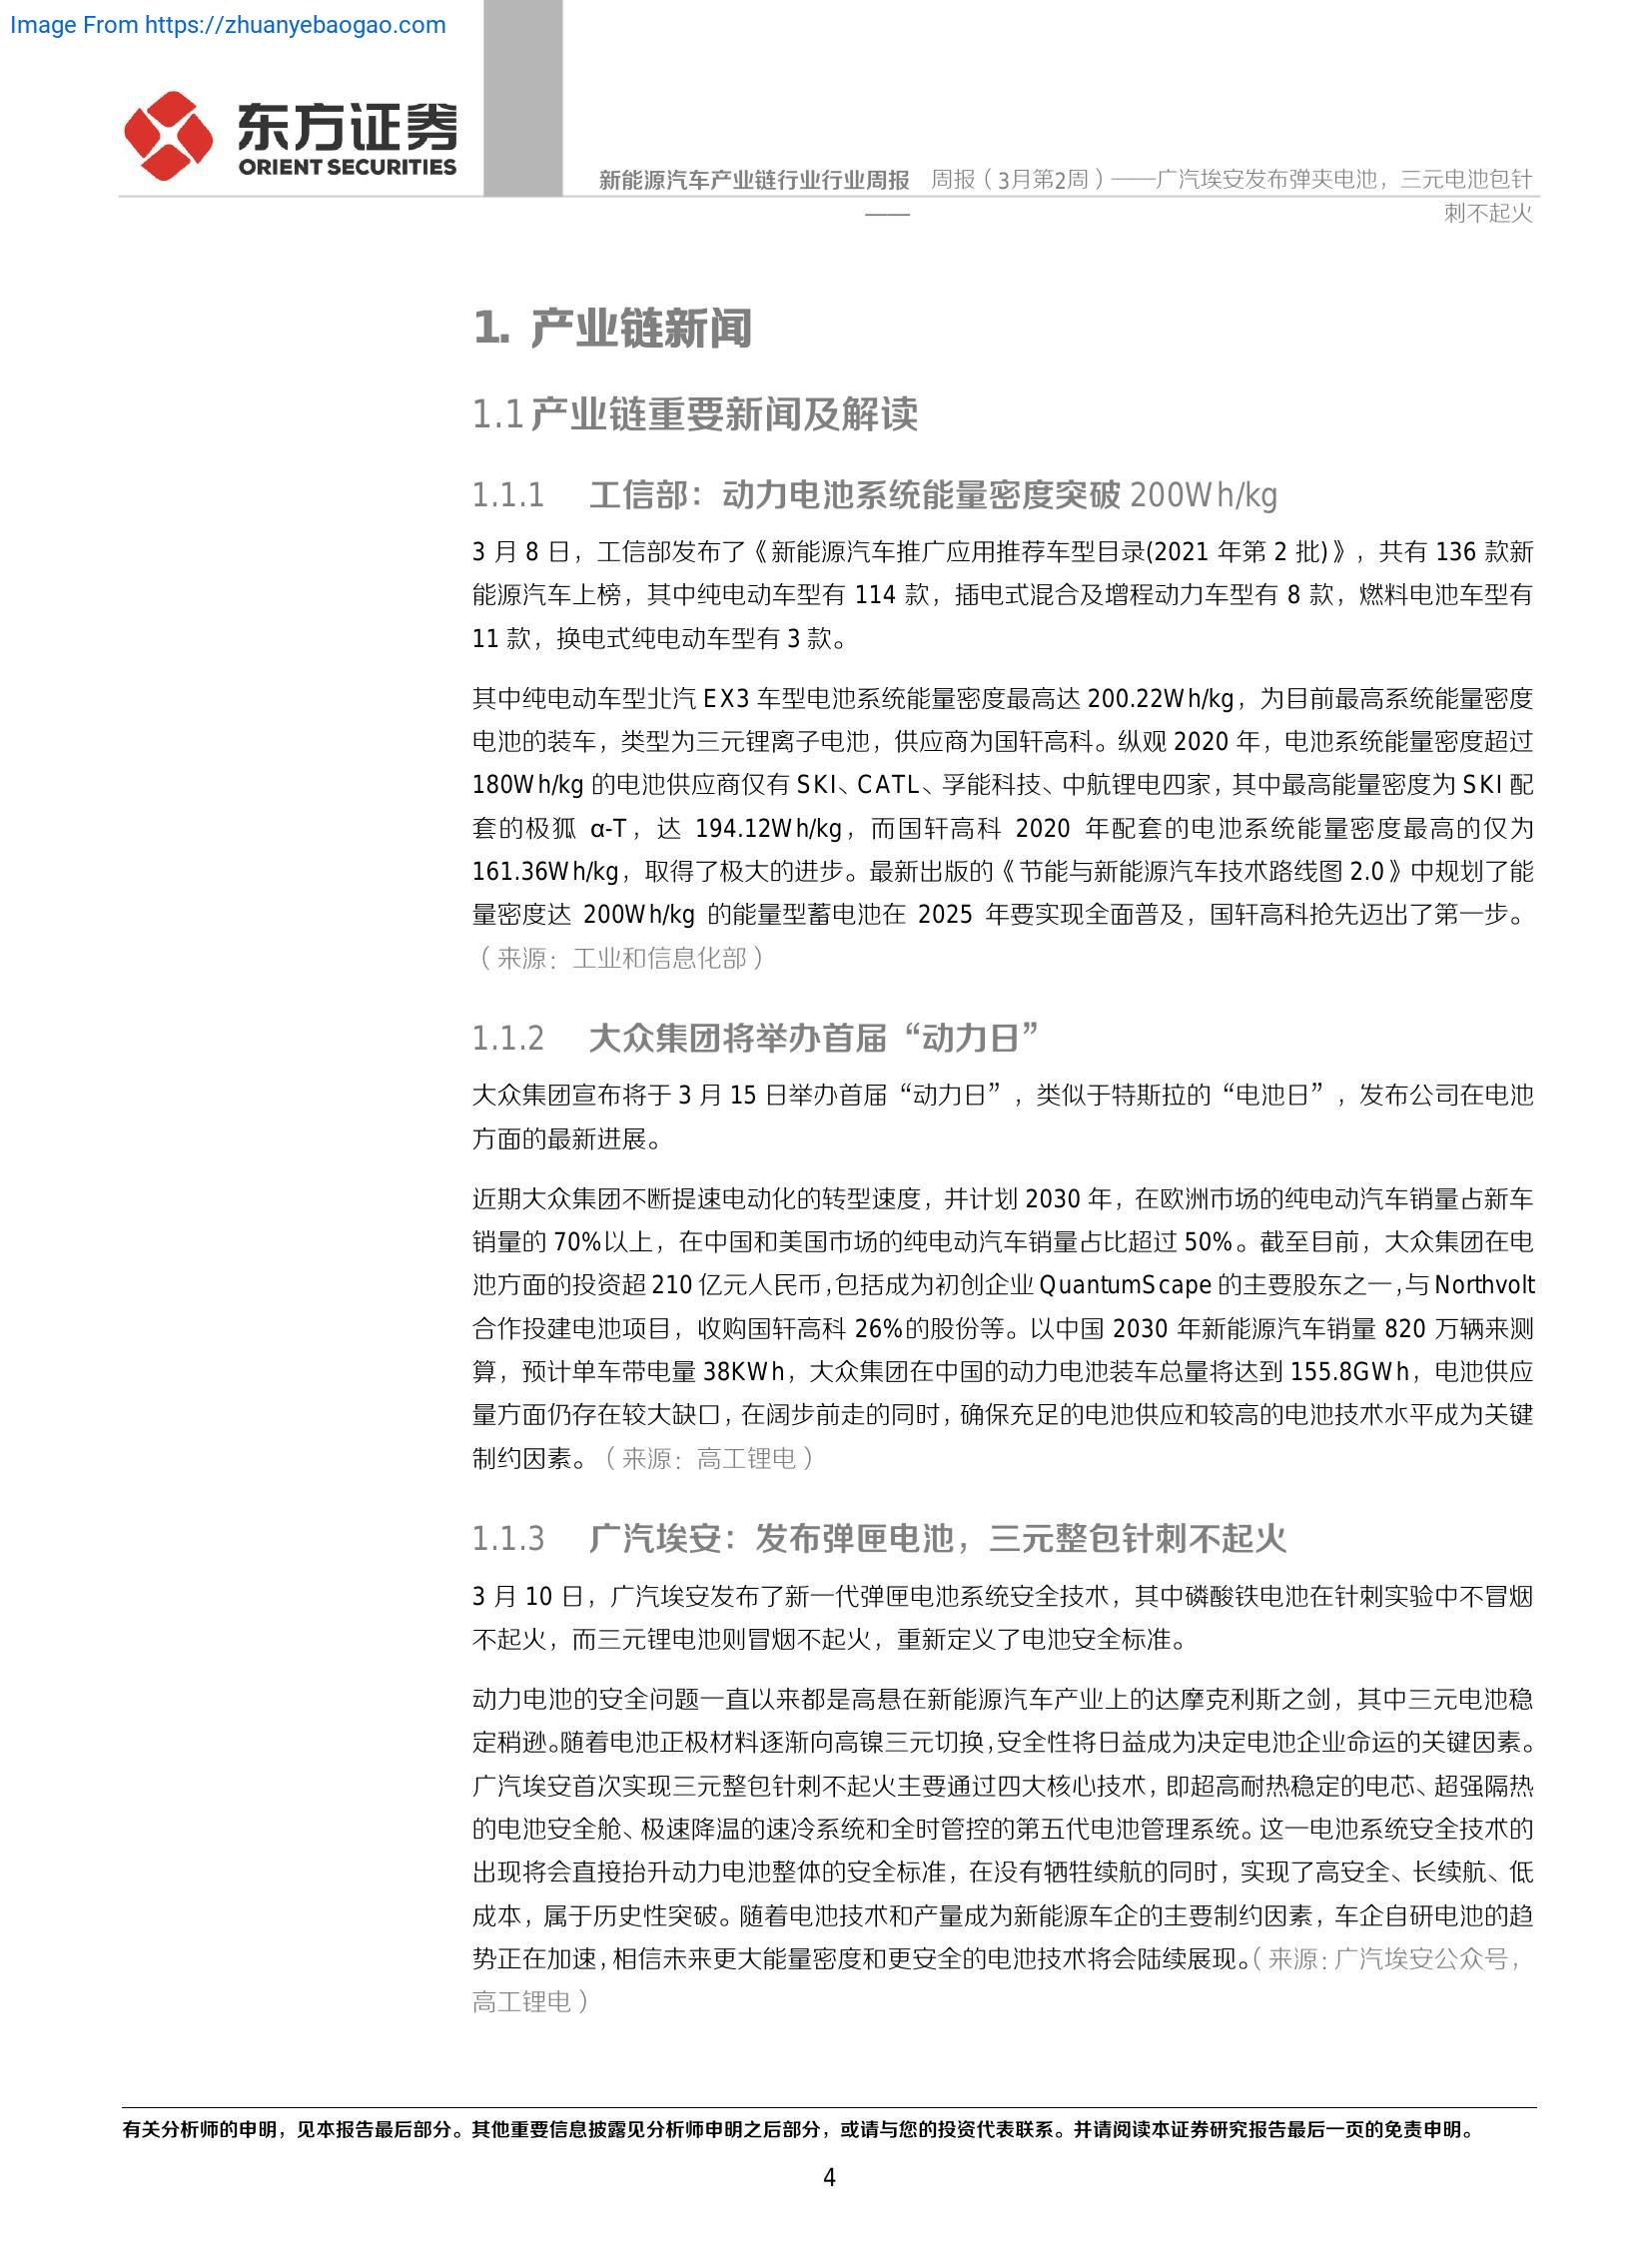 Image From https://zhuanyebaogao.com
东方证券
ORIENT SECURITIES
新能源汽车产业链行业行业周报 周报（3月第2周）——广汽埃安发布弹夹电池，三元电池包针
—— 刺不起火
1. 产业链新闻
1.1产业链重要新闻及解读
1.1.1 工信部：动力电池系统能量密度突破 200Wh/kg
3 月 8 日，工信部发布了《新能源汽车推广应用推荐车型目录(2021 年第 2 批)》，共有 136 款新
能源汽车上榜，其中纯电动车型有 114 款，插电式混合及增程动力车型有 8 款，燃料电池车型有
11 款，换电式纯电动车型有 3 款。
其中纯电动车型北汽 EX3 车型电池系统能量密度最高达 200.22Wh/kg，为目前最高系统能量密度
电池的装车，类型为三元锂离子电池，供应商为国轩高科。纵观 2020 年，电池系统能量密度超过
180Wh/kg 的电池供应商仅有 SKI、CATL、孚能科技、中航锂电四家，其中最高能量密度为 SKI 配
套的极狐 α-T，达 194.12Wh/kg，而国轩高科 2020 年配套的电池系统能量密度最高的仅为
161.36Wh/kg，取得了极大的进步。最新出版的《节能与新能源汽车技术路线图 2.0》中规划了能
量密度达 200Wh/kg 的能量型蓄电池在 2025 年要实现全面普及，国轩高科抢先迈出了第一步。
（来源：工业和信息化部）
1.1.2 大众集团将举办首届“动力日”
大众集团宣布将于 3 月 15 日举办首届“动力日”，类似于特斯拉的“电池日”，发布公司在电池
方面的最新进展。
近期大众集团不断提速电动化的转型速度，并计划 2030 年，在欧洲市场的纯电动汽车销量占新车
销量的 70%以上，在中国和美国市场的纯电动汽车销量占比超过 50%。截至目前，大众集团在电
池方面的投资超 210 亿元人民币，包括成为初创企业 QuantumScape 的主要股东之一，与 Northvolt
合作投建电池项目，收购国轩高科 26%的股份等。以中国 2030 年新能源汽车销量 820 万辆来测
算，预计单车带电量 38KWh，大众集团在中国的动力电池装车总量将达到 155.8GWh，电池供应
量方面仍存在较大缺口，在阔步前走的同时，确保充足的电池供应和较高的电池技术水平成为关键
制约因素。（来源：高工锂电）
1.1.3 广汽埃安：发布弹匣电池，三元整包针刺不起火
3 月 10 日，广汽埃安发布了新一代弹匣电池系统安全技术，其中磷酸铁电池在针刺实验中不冒烟
不起火，而三元锂电池则冒烟不起火，重新定义了电池安全标准。
动力电池的安全问题一直以来都是高悬在新能源汽车产业上的达摩克利斯之剑，其中三元电池稳
定稍逊。随着电池正极材料逐渐向高镍三元切换，安全性将日益成为决定电池企业命运的关键因素。
广汽埃安首次实现三元整包针刺不起火主要通过四大核心技术，即超高耐热稳定的电芯、超强隔热
的电池安全舱、极速降温的速冷系统和全时管控的第五代电池管理系统。这一电池系统安全技术的
出现将会直接抬升动力电池整体的安全标准，在没有牺牲续航的同时，实现了高安全、长续航、低
成本，属于历史性突破。随着电池技术和产量成为新能源车企的主要制约因素，车企自研电池的趋
势正在加速，相信未来更大能量密度和更安全的电池技术将会陆续展现。（来源：广汽埃安公众号，
高工锂电）
有关分析师的申明，见本报告最后部分。其他重要信息披露见分析师申明之后部分，或请与您的投资代表联系。并请阅读本证券研究报告最后一页的免责申明。
4